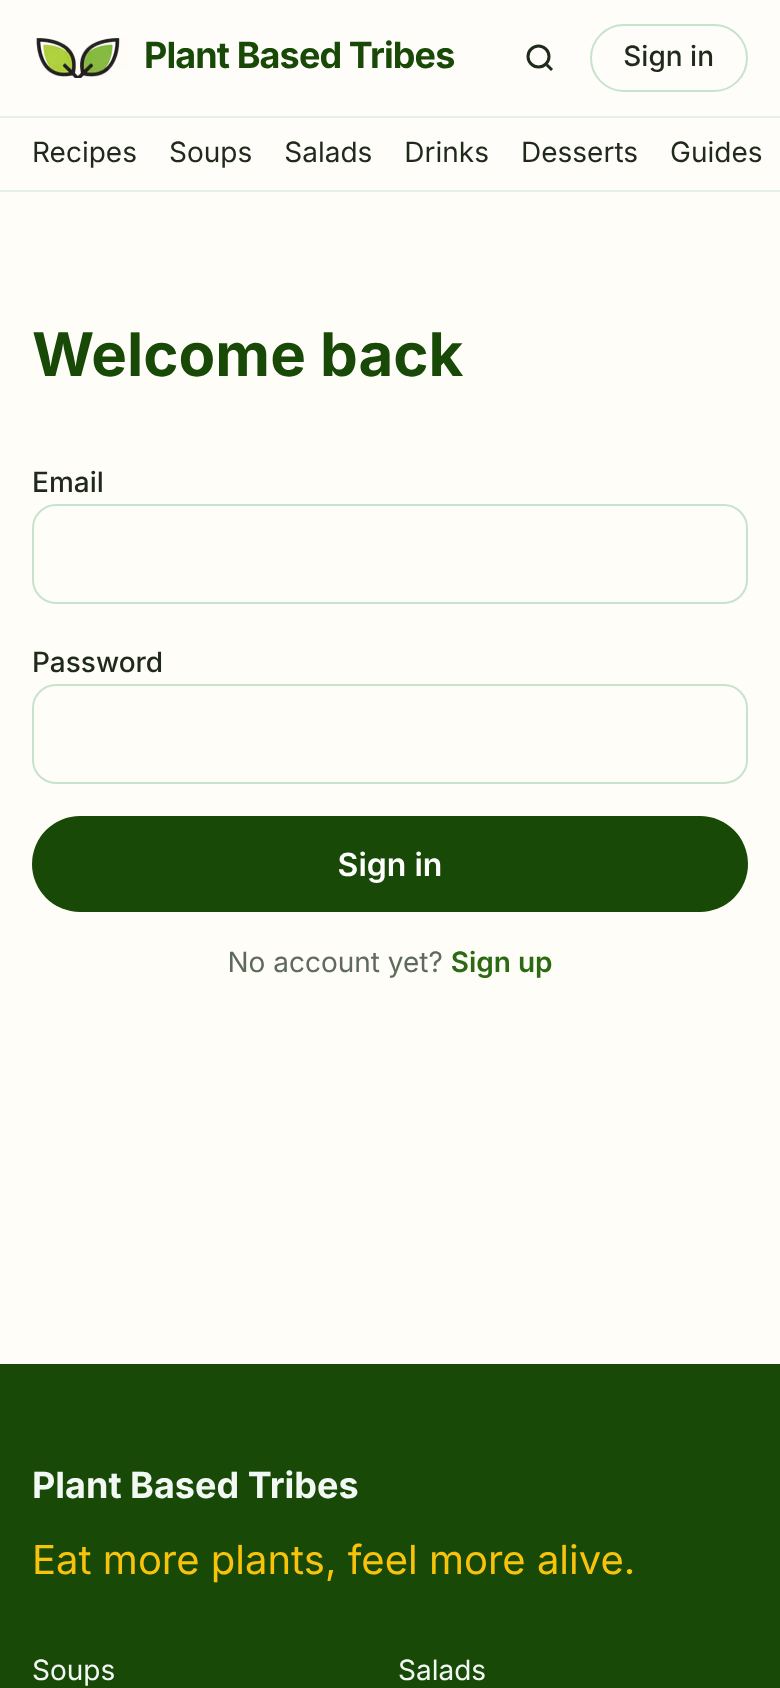 Plant Based Tribes
Sign in
Recipes Soups Salads Drinks Desserts Guides
Welcome back
Email
Password
Sign in
No account yet? Sign up
Plant Based Tribes
Eat more plants, feel more alive.
Soups Salads